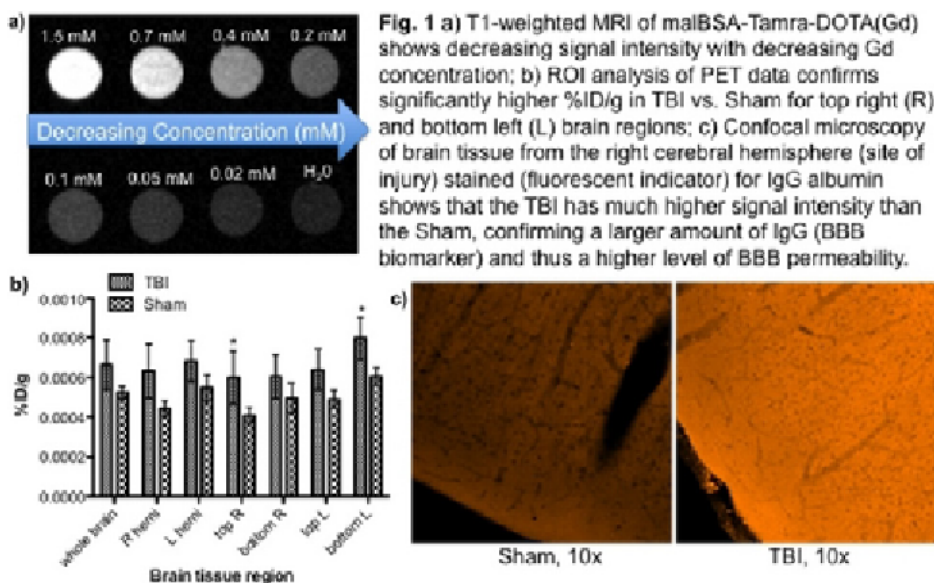 a)
1.5 mM 0.7 mM 0.4 mM 0.2 mM
Decreasing Concentration (mM)
0.1 mM 0.05 mM 0.02 mM H₂0
Fig. 1 a) T1-weighted MRI of malBSA-Tamra-DOTA(Gd)
shows decreasing signal intensity with decreasing Gd
concentration; b) ROI analysis of PET data confirms
significantly higher %ID/g in TBI vs. Sham for top right (R)
and bottom left (L) brain regions; c) Confocal microscopy
of brain tissue from the right cerebral hemisphere (site of
injury) stained (fluorescent indicator) for IgG albumin
shows that the TBI has much higher signal intensity than
the Sham, confirming a larger amount of IgG (BBB
biomarker) and thus a higher level of BBB permeability.
b)
TBI
Sham
%ID/g
0.0010
0.0008
0.0006
0.0004
0.0002
0.0000
* *
whole brain R hemi L hemi top R bottom R top L bottom L
Brain tissue region
c)
Sham, 10x TBI, 10x